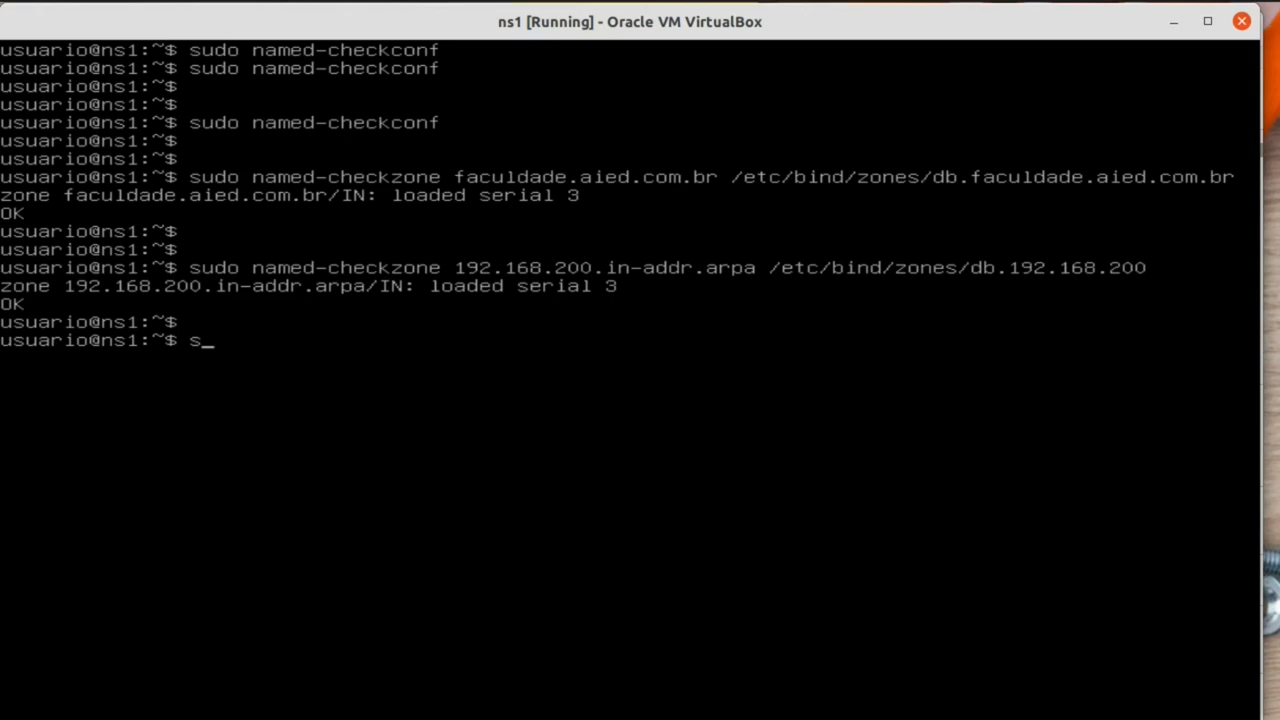 ns1 [Running] - Oracle VM VirtualBox
usuario@ns1:~$ sudo named-checkconf
usuario@ns1:~$ sudo named-checkconf
usuario@ns1:~$
usuario@ns1:~$
usuario@ns1:~$ sudo named-checkconf
usuario@ns1:~$
usuario@ns1:~$
usuario@ns1:~$ sudo named-checkzone faculdade.aied.com.br /etc/bind/zones/db.faculdade.aied.com.br
zone faculdade.aied.com.br/IN: loaded serial 3
OK
usuario@ns1:~$
usuario@ns1:~$
usuario@ns1:~$ sudo named-checkzone 192.168.200.in-addr.arpa /etc/bind/zones/db.192.168.200
zone 192.168.200.in-addr.arpa/IN: loaded serial 3
OK
usuario@ns1:~$
usuario@ns1:~$ s_